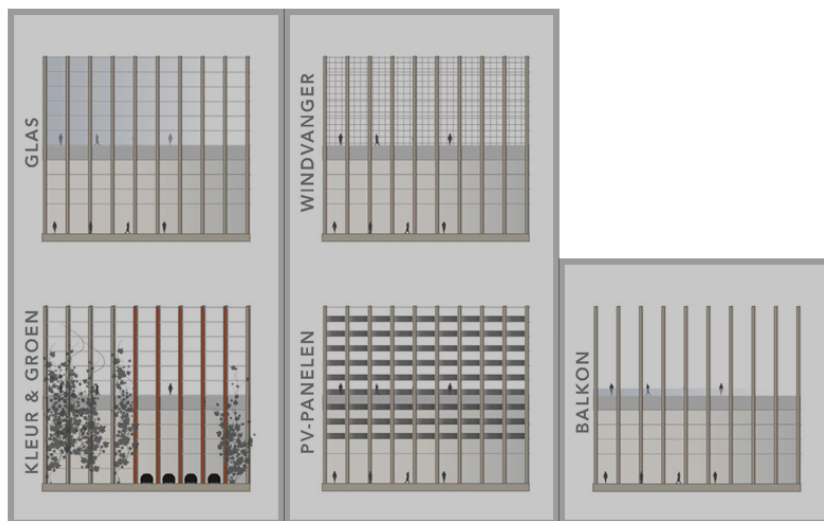 GLAS
WINDVANGER
KLEUR & GROEN
PV-PANELEN
BALKON